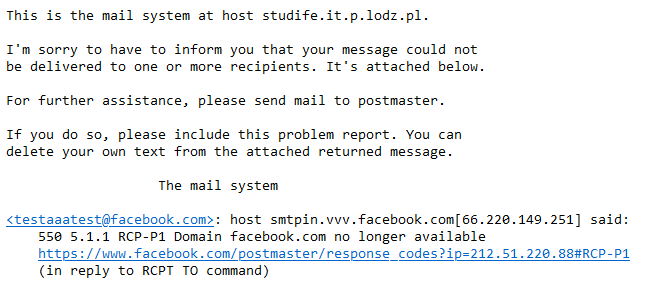 This is the mail system at host studife.it.p.lodz.pl.
I'm sorry to have to inform you that your message could not
be delivered to one or more recipients. It's attached below.
For further assistance, please send mail to postmaster.
If you do so, please include this problem report. You can
delete your own text from the attached returned message.
The mail system
<testaaatest@facebook.com>: host smtpin.vvv.facebook.com[66.220.149.251] said:
550 5.1.1 RCP-P1 Domain facebook.com no longer available
https://www.facebook.com/postmaster/response_codes?ip=212.51.220.88#RCP-P1
(in reply to RCPT TO command)